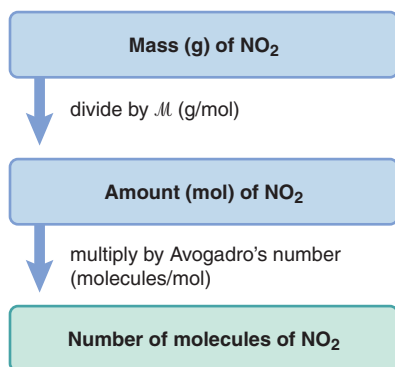 Mass (g) of NO₂
divide by ℳ (g/mol)
Amount (mol) of NO₂
multiply by Avogadro’s number
(molecules/mol)
Number of molecules of NO₂